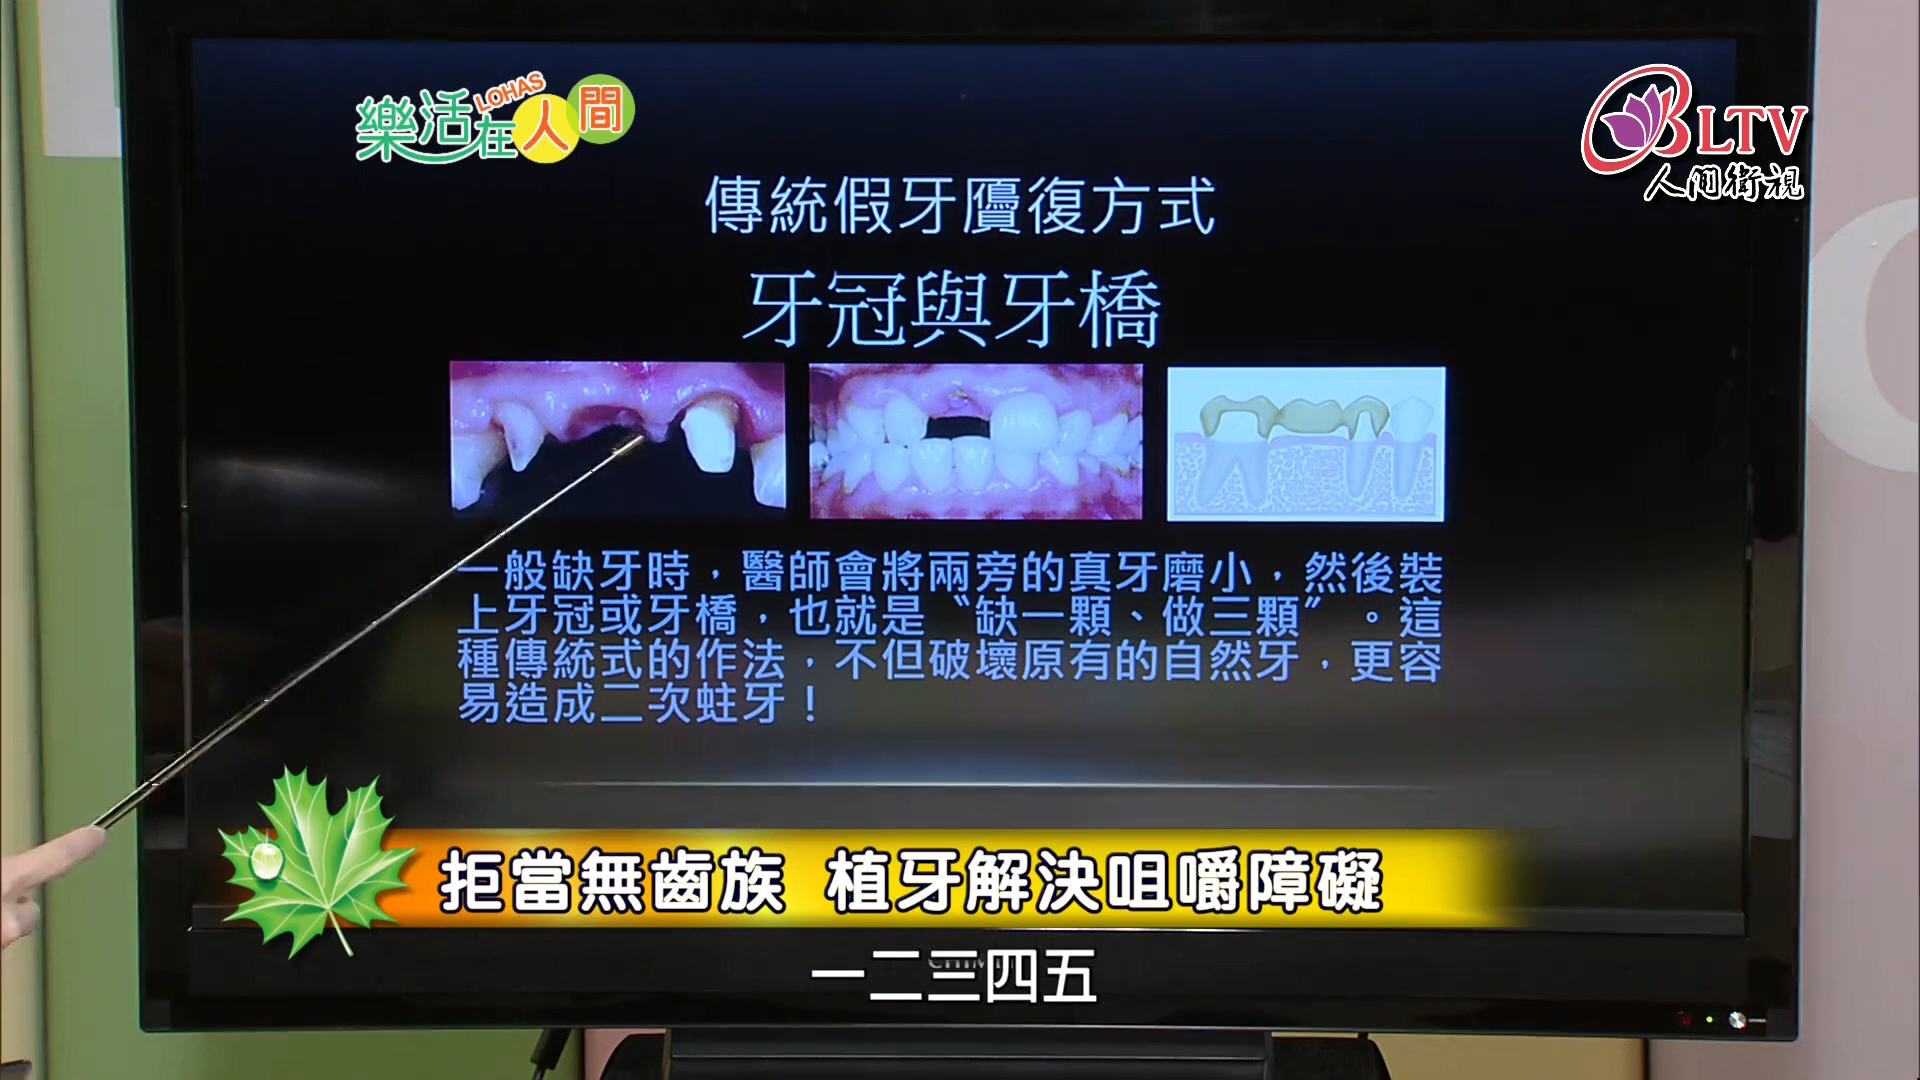 樂活在人間
LOHAS
BLTV
人間衛視
傳統假牙贗復方式
牙冠與牙橋
一般缺牙時，醫師會將兩旁的真牙磨小，然後裝
上牙冠或牙橋，也就是〝缺一顆、做三顆〞。這
種傳統式的作法，不但破壞原有的自然牙，更容
易造成二次蛀牙！
拒當無齒族 植牙解決咀嚼障礙
一二三四五